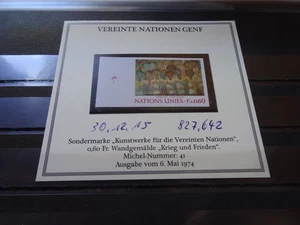 VEREINTE NATIONEN GENF
NATIONS UNIES-F.s.0,60
30.12.15 827,642
Sondermarke „Kunstwerke für die Vereinten Nationen",
0,60 Fr. Wandgemälde „Krieg und Frieden".
Michel-Nummer: 41
Ausgabe vom 6. Mai 1974